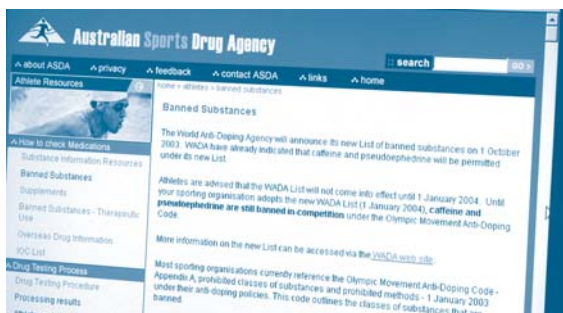 Australian Sports Drug Agency
:: search GO >
about ASDA privacy feedback contact ASDA links home
Athlete Resources
home > athletes > banned substances
Banned Substances
The World Anti-Doping Agency will announce its new List of banned substances on 1 October
2003. WADA have already indicated that caffeine and pseudoephedrine will be permitted
under its new List.
Athletes are advised that the WADA List will not come into effect until 1 January 2004. Until
your sporting organisation adopts the new WADA List (1 January 2004), caffeine and
pseudoephedrine are still banned in-competition under the Olympic Movement Anti-Doping
Code.
More information on the new List can be accessed via the WADA web site.
Most sporting organisations currently reference the Olympic Movement Anti-Doping Code -
Appendix A, prohibited classes of substances and prohibited methods - 1 January 2003
under their anti-doping policies. This code outlines the classes of substances that are
banned.
How to check Medications
Substance Information Resources
Banned Substances
Supplements
Banned Substances - Therapeutic
Use
Overseas Drug Information
IOC List
Drug Testing Process
Drug Testing Procedure
Processing results